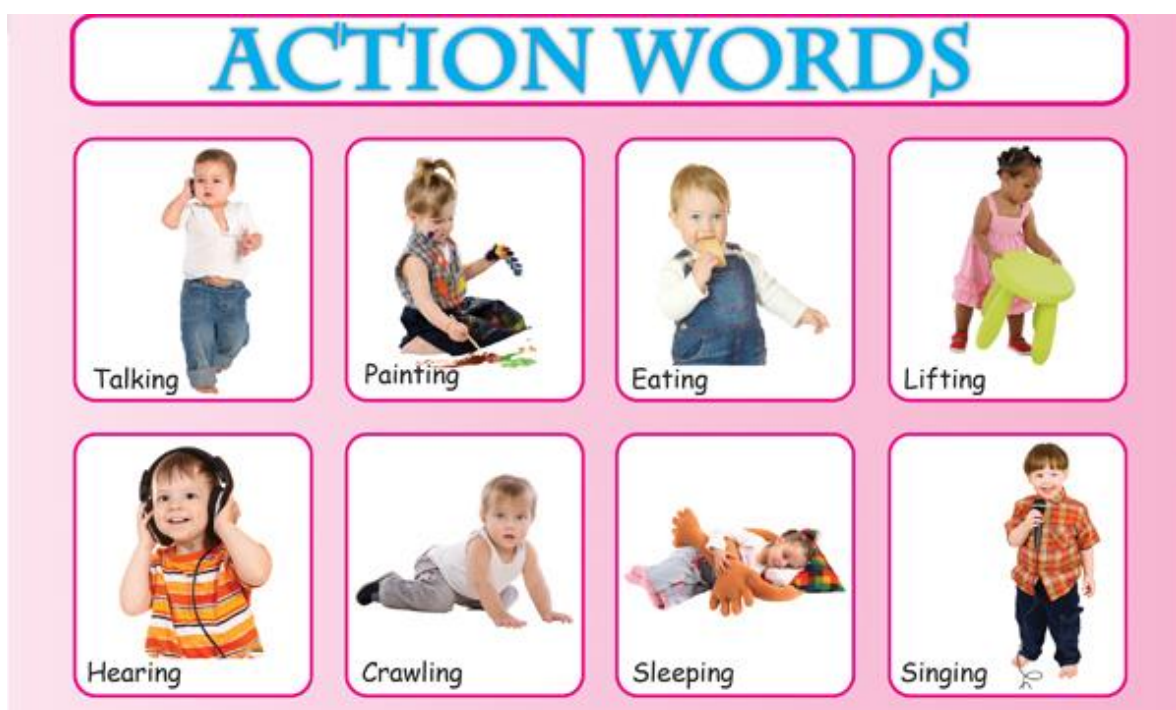 ACTION WORDS
Talking
Painting
Eating
Lifting
Hearing
Crawling
Sleeping
Singing